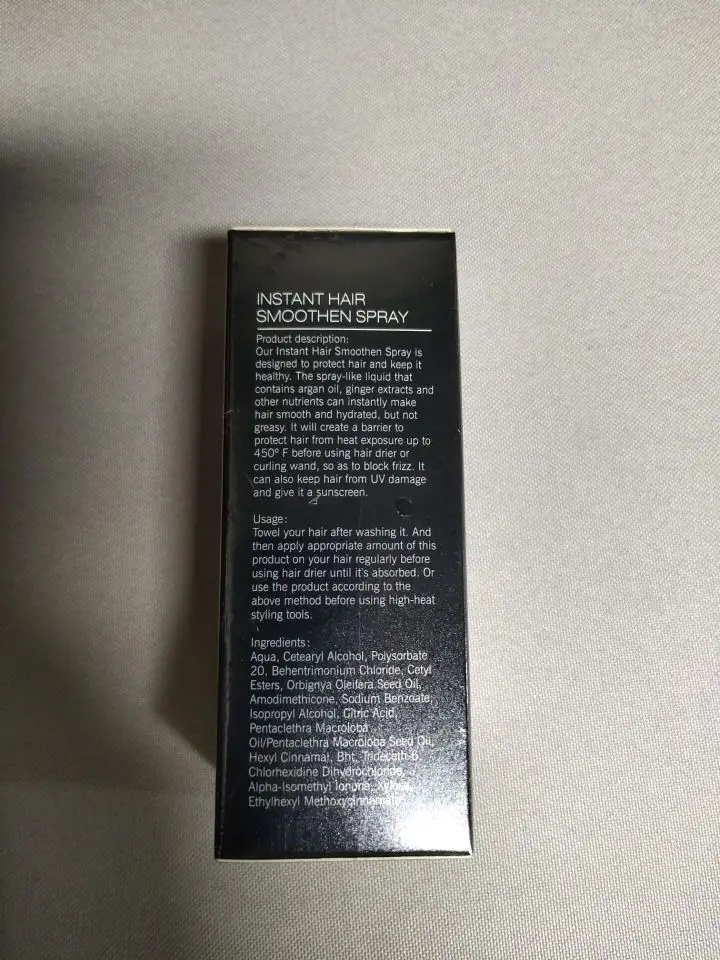 INSTANT HAIR
SMOOTHEN SPRAY
Product description:
Our Instant Hair Smoothen Spray is
designed to protect hair and keep it
healthy. The spray-like liquid that
contains argan oil, ginger extracts and
other nutrients can instantly make
hair smooth and hydrated, but not
greasy. It will create a barrier to
protect hair from heat exposure up to
450º F before using hair drier or
curling wand, so as to block frizz. It
can also keep hair from UV damage
and give it a sunscreen.
Usage:
Towel your hair after washing it. And
then apply appropriate amount of this
product on your hair regularly before
using hair drier until it's absorbed. Or
use the product according to the
above method before using high-heat
styling tools.
Ingredients:
Aqua, Cetearyl Alcohol, Polysorbate
20, Behentrimonium Chloride, Cetyl
Esters, Orbignya Oleifera Seed Oil,
Amodimethicone, Sodium Benzoate,
Isopropyl Alcohol, Citric Acid,
Pentaclethra Macroloba
Oil/Pentaclethra Macroloba Seed Oil,
Hexyl Cinnamal, Bht, Trideceth-6,
Chlorhexidine Dihydrochloride,
Alpha-Isomethyl Ionone, Xylose,
Ethylhexyl Methoxycinnamate